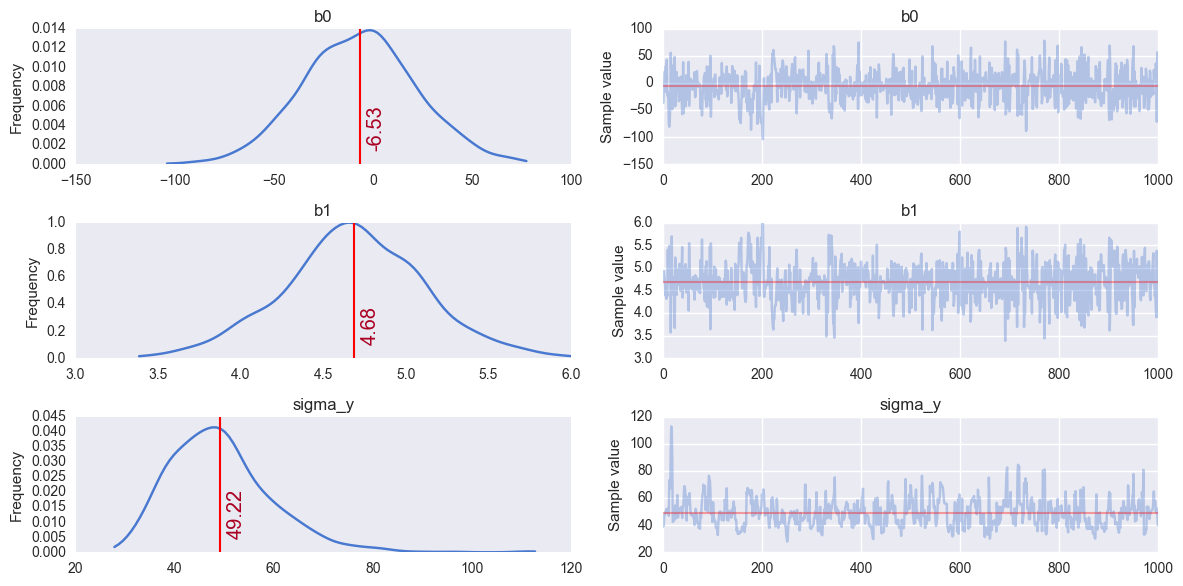 b0
0.014
0.012
0.010
0.008
0.006
0.004
0.002
0.000
Frequency
-6.53
−150 −100 −50 0 50 100
b0
100
50
0
−50
−100
−150
Sample value
0 200 400 600 800 1000
b1
1.0
0.8
0.6
0.4
0.2
0.0
Frequency
4.68
3.0 3.5 4.0 4.5 5.0 5.5 6.0
b1
6.0
5.5
5.0
4.5
4.0
3.5
3.0
Sample value
0 200 400 600 800 1000
sigma_y
0.045
0.040
0.035
0.030
0.025
0.020
0.015
0.010
0.005
0.000
Frequency
49.22
20 40 60 80 100 120
sigma_y
120
100
80
60
40
20
Sample value
0 200 400 600 800 1000